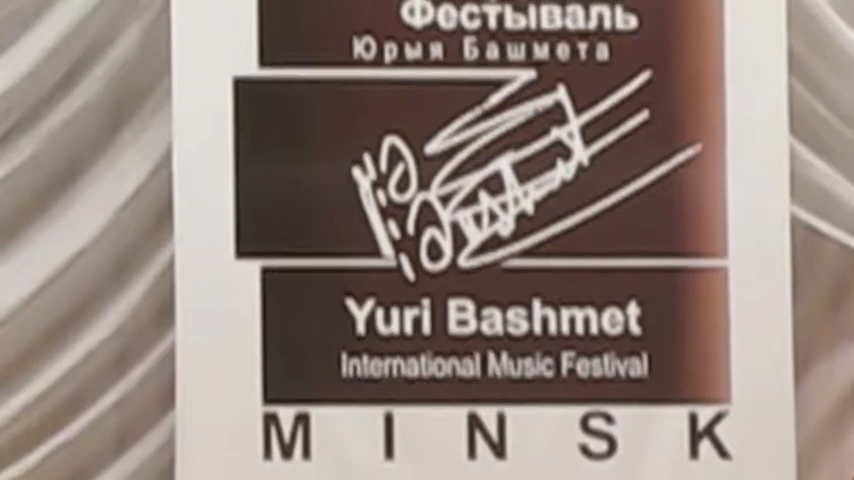 Фестываль
Юрыя Башмета
Yuri Bashmet
International Music Festival
MINSK